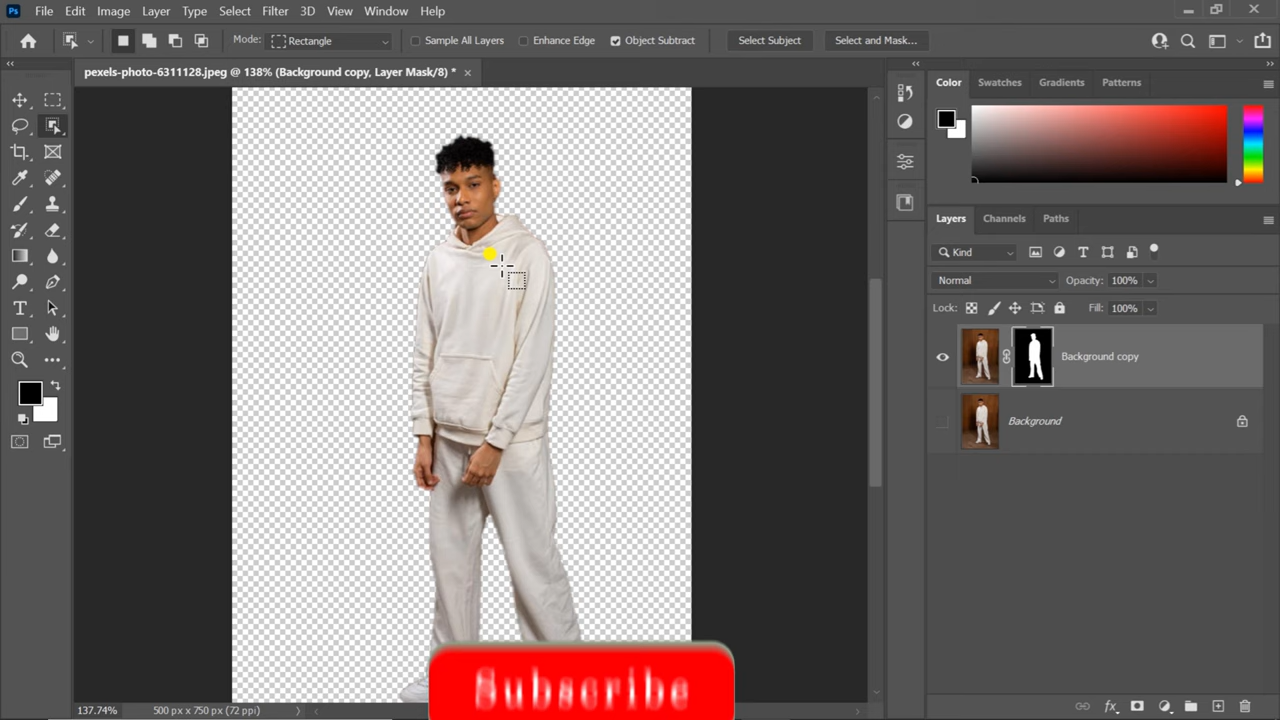 Ps File Edit Image Layer Type Select Filter 3D View Window Help
Mode: Rectangle Sample All Layers Enhance Edge Object Subtract Select Subject Select and Mask...
pexels-photo-6311128.jpeg @ 138% (Background copy, Layer Mask/8) *
Color Swatches Gradients Patterns
Layers Channels Paths
Kind
Normal Opacity: 100%
Lock: Fill: 100%
Background copy
Background
Subscribe
137.74% 500 px x 750 px (72 ppi)